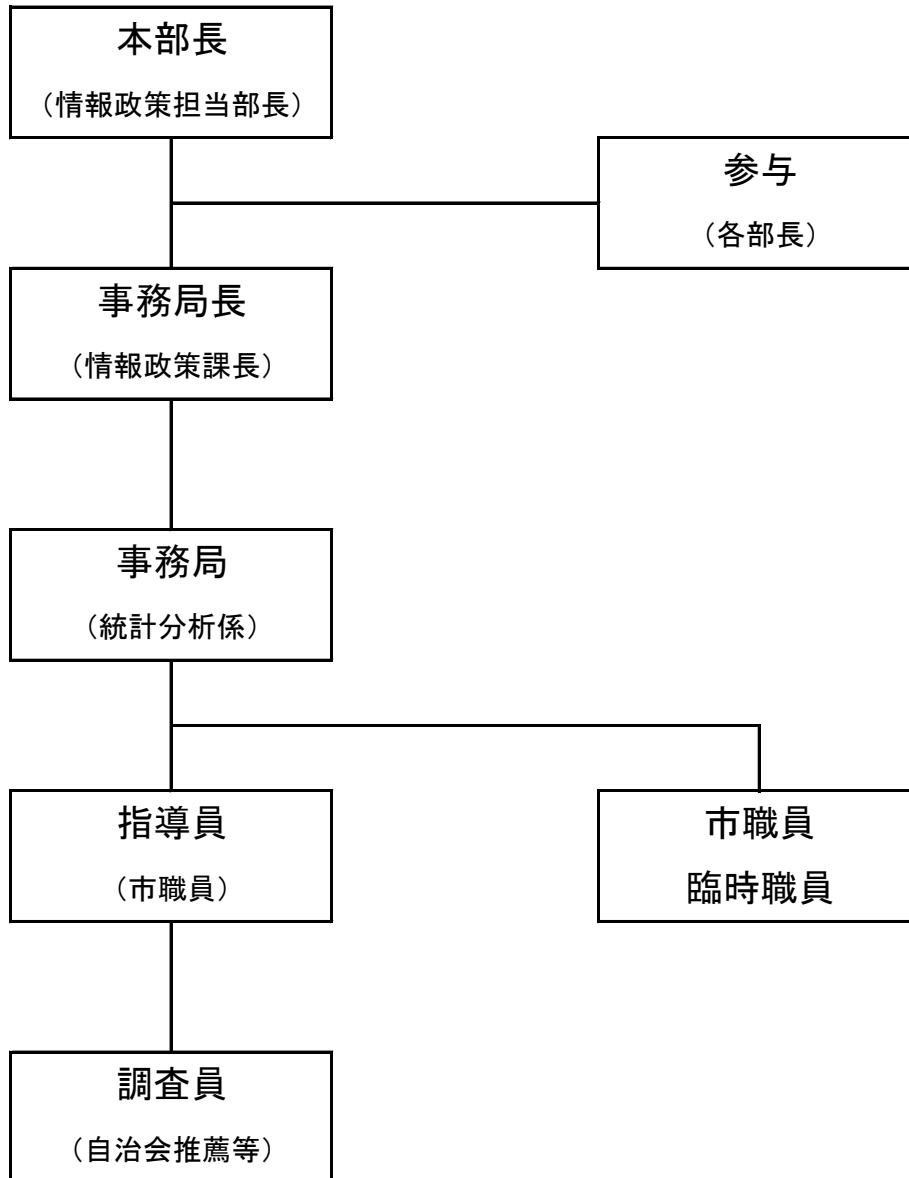 本部長
（情報政策担当部長）
参与
（各部長）
事務局長
（情報政策課長）
事務局
（統計分析係）
指導員
（市職員）
市職員
臨時職員
調査員
（自治会推薦等）